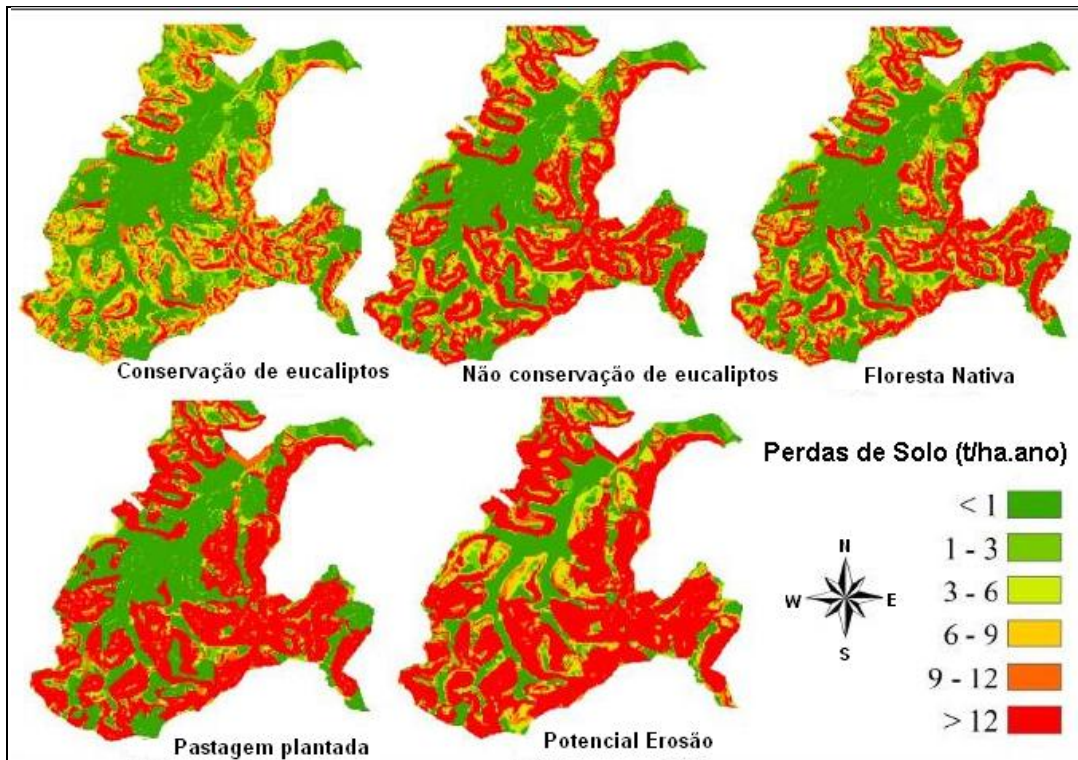 Conservação de eucaliptos
Não conservação de eucaliptos
Floresta Nativa
Pastagem plantada
Potencial Erosão
Perdas de Solo (t/ha.ano)
< 1
1 - 3
3 - 6
6 - 9
9 - 12
> 12
N
W
E
S